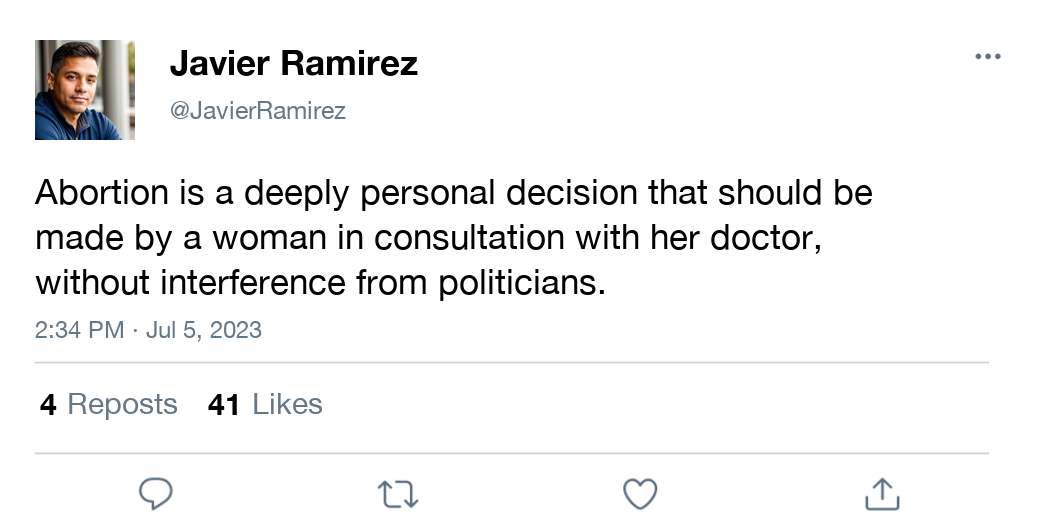 Javier Ramirez
@JavierRamirez
Abortion is a deeply personal decision that should be
made by a woman in consultation with her doctor,
without interference from politicians.
2:34 PM · Jul 5, 2023
4 Reposts 41 Likes